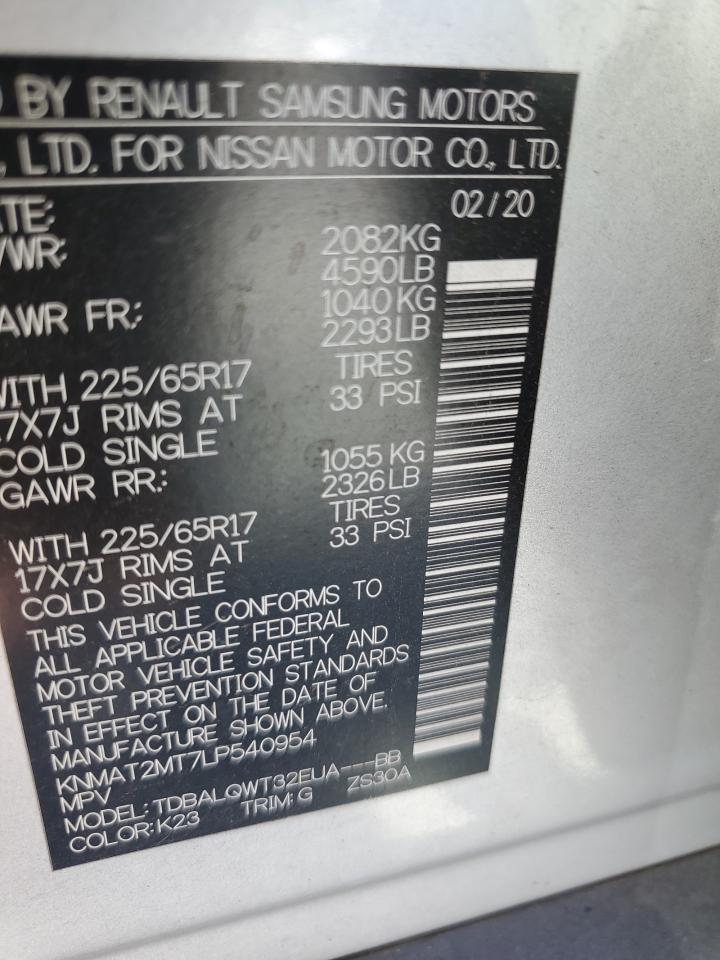 BY RENAULT SAMSUNG MOTORS
, LTD. FOR NISSAN MOTOR CO., LTD.
ATE: 02/20
VWR: 2082KG
4590LB
AWR FR.: 1040KG
2293LB
WITH 225/65R17 TIRES
17X7J RIMS AT 33 PSI
COLD SINGLE
GAWR RR.: 1055 KG
2326LB
WITH 225/65R17 TIRES
17X7J RIMS AT 33 PSI
COLD SINGLE
THIS VEHICLE CONFORMS TO
ALL APPLICABLE FEDERAL
MOTOR VEHICLE SAFETY AND
THEFT PREVENTION STANDARDS
IN EFFECT ON THE DATE OF
MANUFACTURE SHOWN ABOVE.
KNMAT2MT7LP540954
MPV
MODEL: TDBALQWT32EUA---BB
COLOR:K23 TRIM:G ZS30A